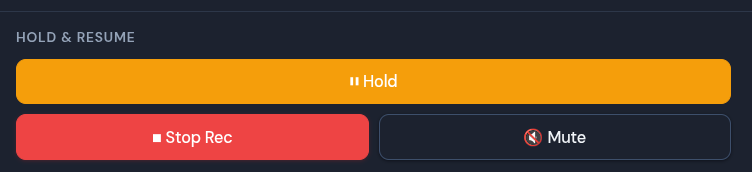 HOLD & RESUME
⏸ Hold
⏹ Stop Rec
🔇 Mute